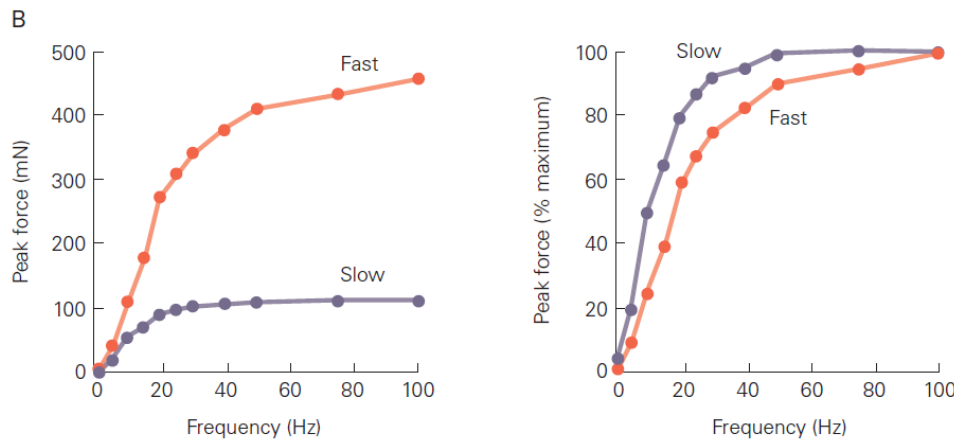 B
500
400
300
200
100
0
Peak force (mN)
Fast
Slow
0 20 40 60 80 100
Frequency (Hz)
100
80
60
40
20
0
Peak force (% maximum)
Slow
Fast
0 20 40 60 80 100
Frequency (Hz)